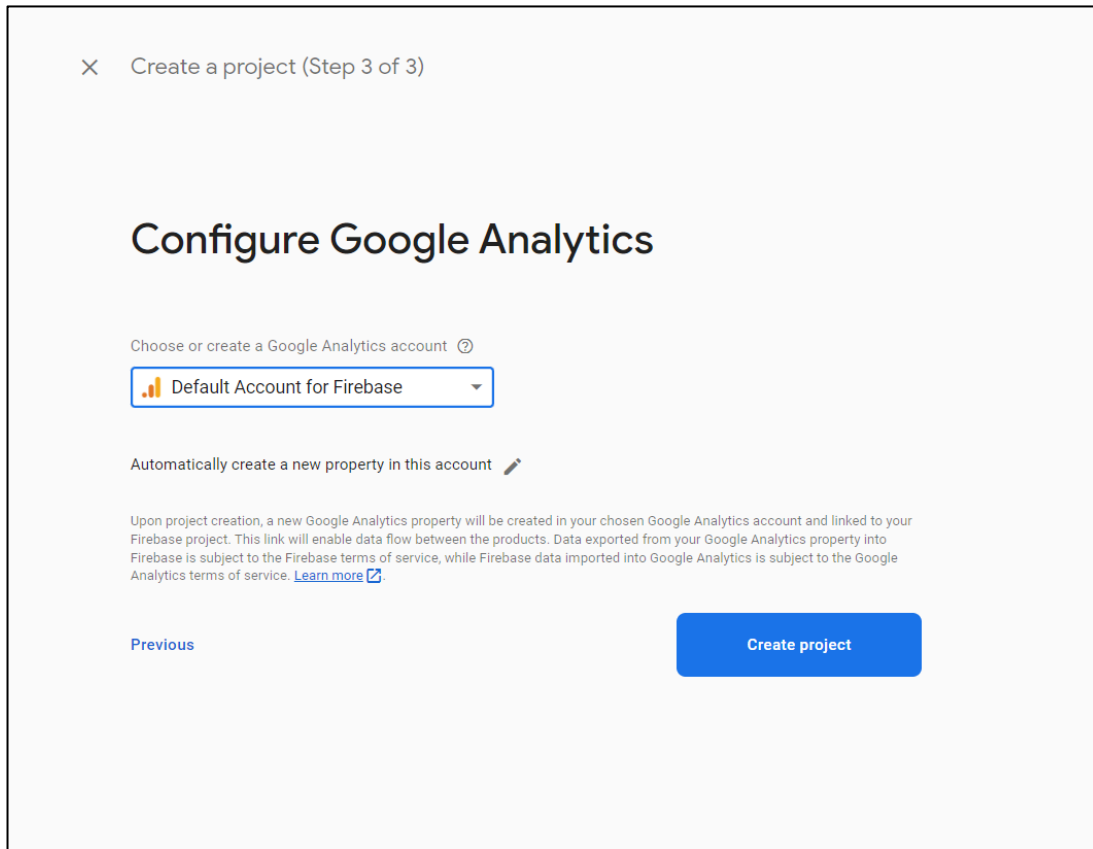 Create a project (Step 3 of 3)
Configure Google Analytics
Choose or create a Google Analytics account
Default Account for Firebase
Automatically create a new property in this account
Upon project creation, a new Google Analytics property will be created in your chosen Google Analytics account and linked to your
Firebase project. This link will enable data flow between the products. Data exported from your Google Analytics property into
Firebase is subject to the Firebase terms of service, while Firebase data imported into Google Analytics is subject to the Google
Analytics terms of service. Learn more.
Previous
Create project